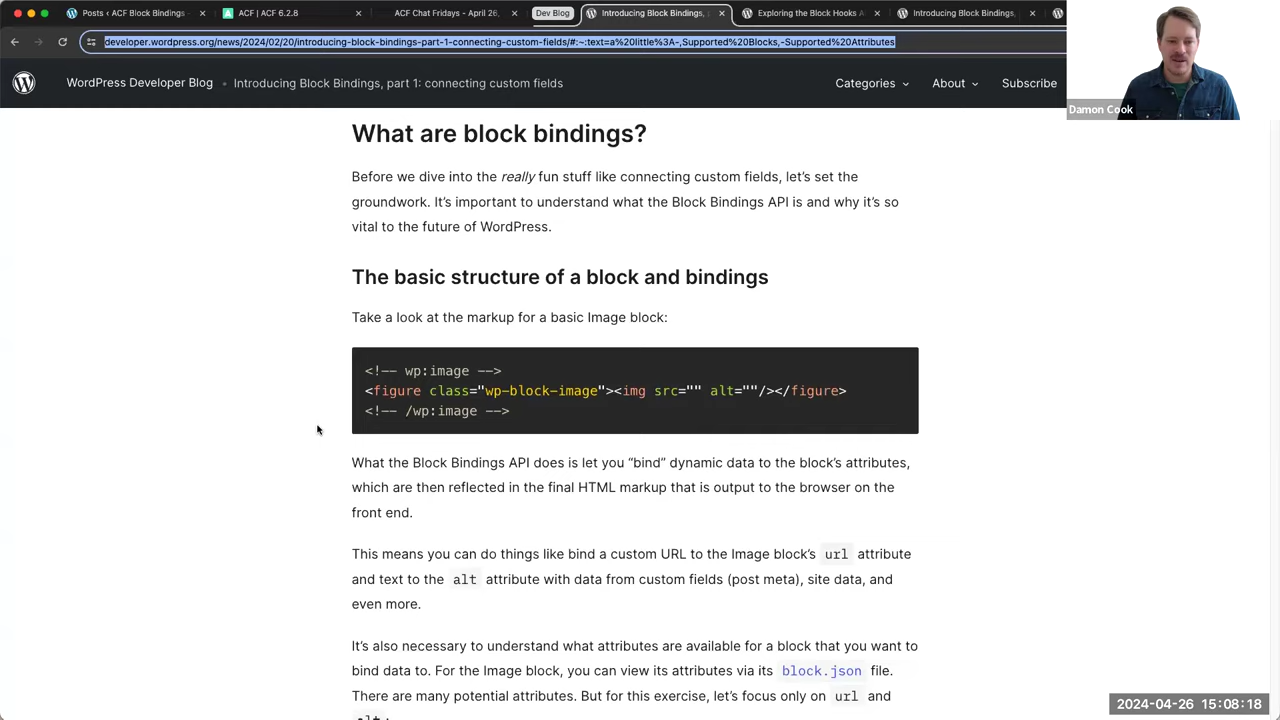 Posts ‹ ACF Block Bindings
ACF | ACF 6.2.8
ACF Chat Fridays - April 26,
Dev Blog
Introducing Block Bindings,
Exploring the Block Hooks A
Introducing Block Bindings,
developer.wordpress.org/news/2024/02/20/introducing-block-bindings-part-1-connecting-custom-fields/#:~:text=a%20little%3A-,Supported%20Blocks,-Supported%20Attributes
WordPress Developer Blog • Introducing Block Bindings, part 1: connecting custom fields
Categories
About
Subscribe
Damon Cook
What are block bindings?
Before we dive into the really fun stuff like connecting custom fields, let’s set the
groundwork. It’s important to understand what the Block Bindings API is and why it’s so
vital to the future of WordPress.
The basic structure of a block and bindings
Take a look at the markup for a basic Image block:
<!-- wp:image -->
<figure class="wp-block-image"><img src="" alt=""/></figure>
<!-- /wp:image -->
What the Block Bindings API does is let you “bind” dynamic data to the block’s attributes,
which are then reflected in the final HTML markup that is output to the browser on the
front end.
This means you can do things like bind a custom URL to the Image block’s url attribute
and text to the alt attribute with data from custom fields (post meta), site data, and
even more.
It’s also necessary to understand what attributes are available for a block that you want to
bind data to. For the Image block, you can view its attributes via its block.json file.
There are many potential attributes. But for this exercise, let’s focus only on url and
2024-04-26 15:08:18